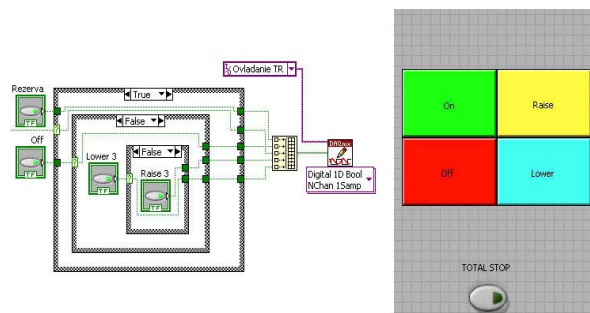 Ovladanie TR
Rezerva
TF
True
False
Off
TF
Lower 3
TF
False
Raise 3
TF
DAQmx
Digital 1D Bool
NChan 1Samp
On
Raise
Off
Lower
TOTAL STOP